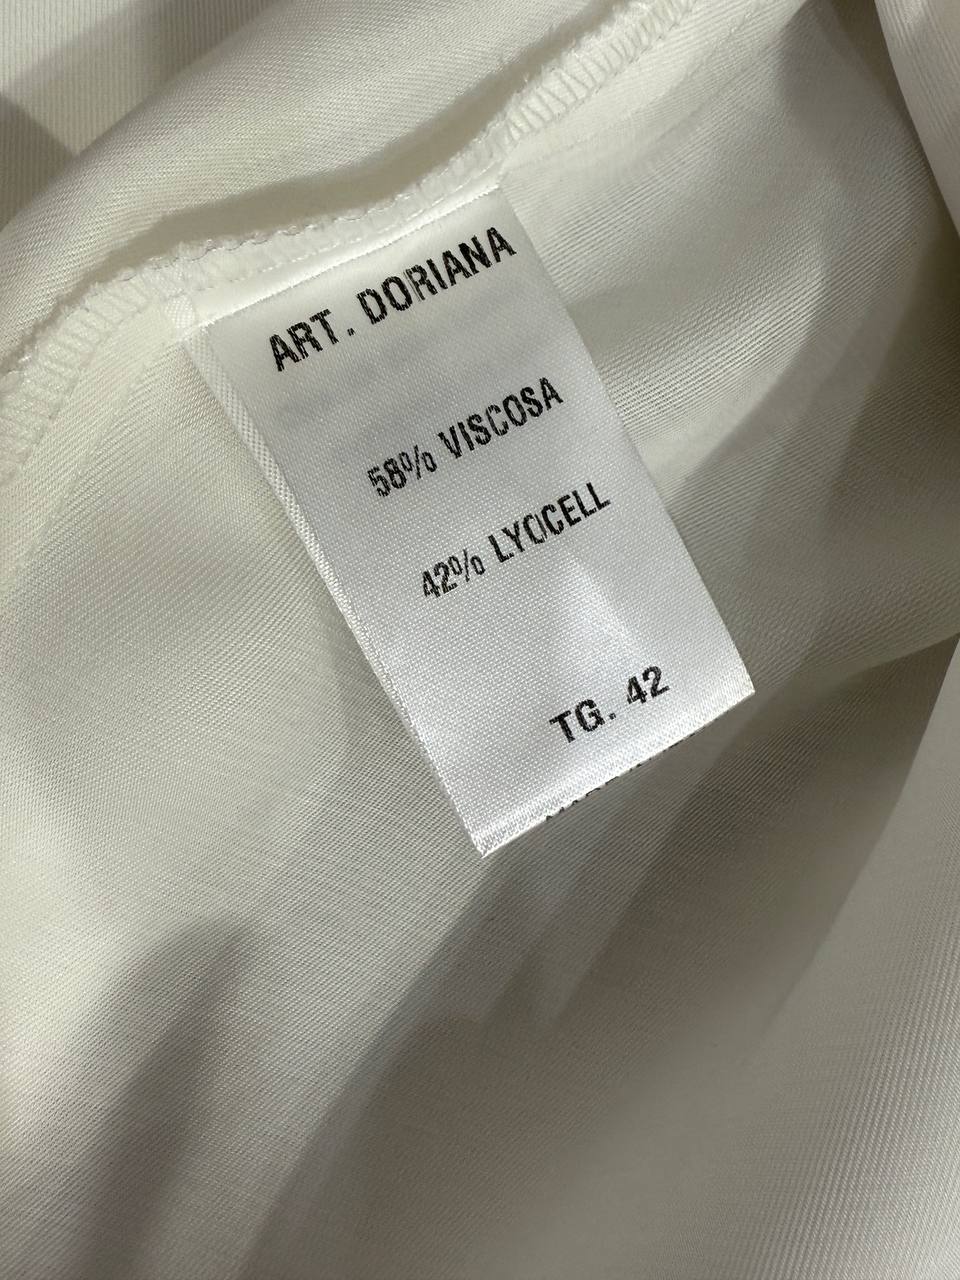 ART. DORIANA
58% VISCOSA
42% LYOCELL
TG. 42